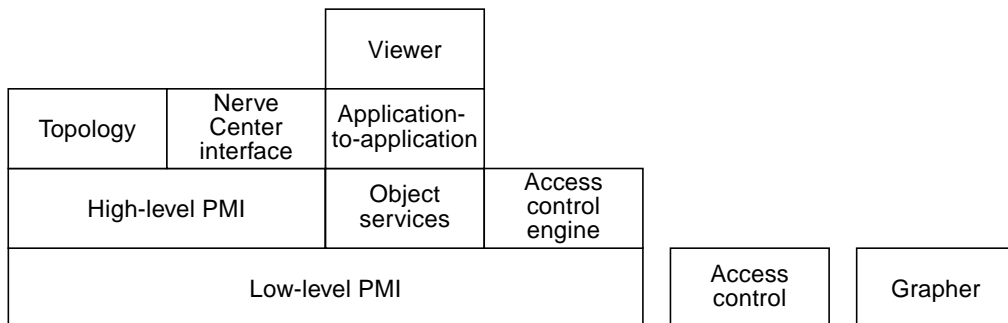 Viewer
Topology
Nerve
Center
interface
Application-
to-application
High-level PMI
Object
services
Access
control
engine
Low-level PMI
Access
control
Grapher